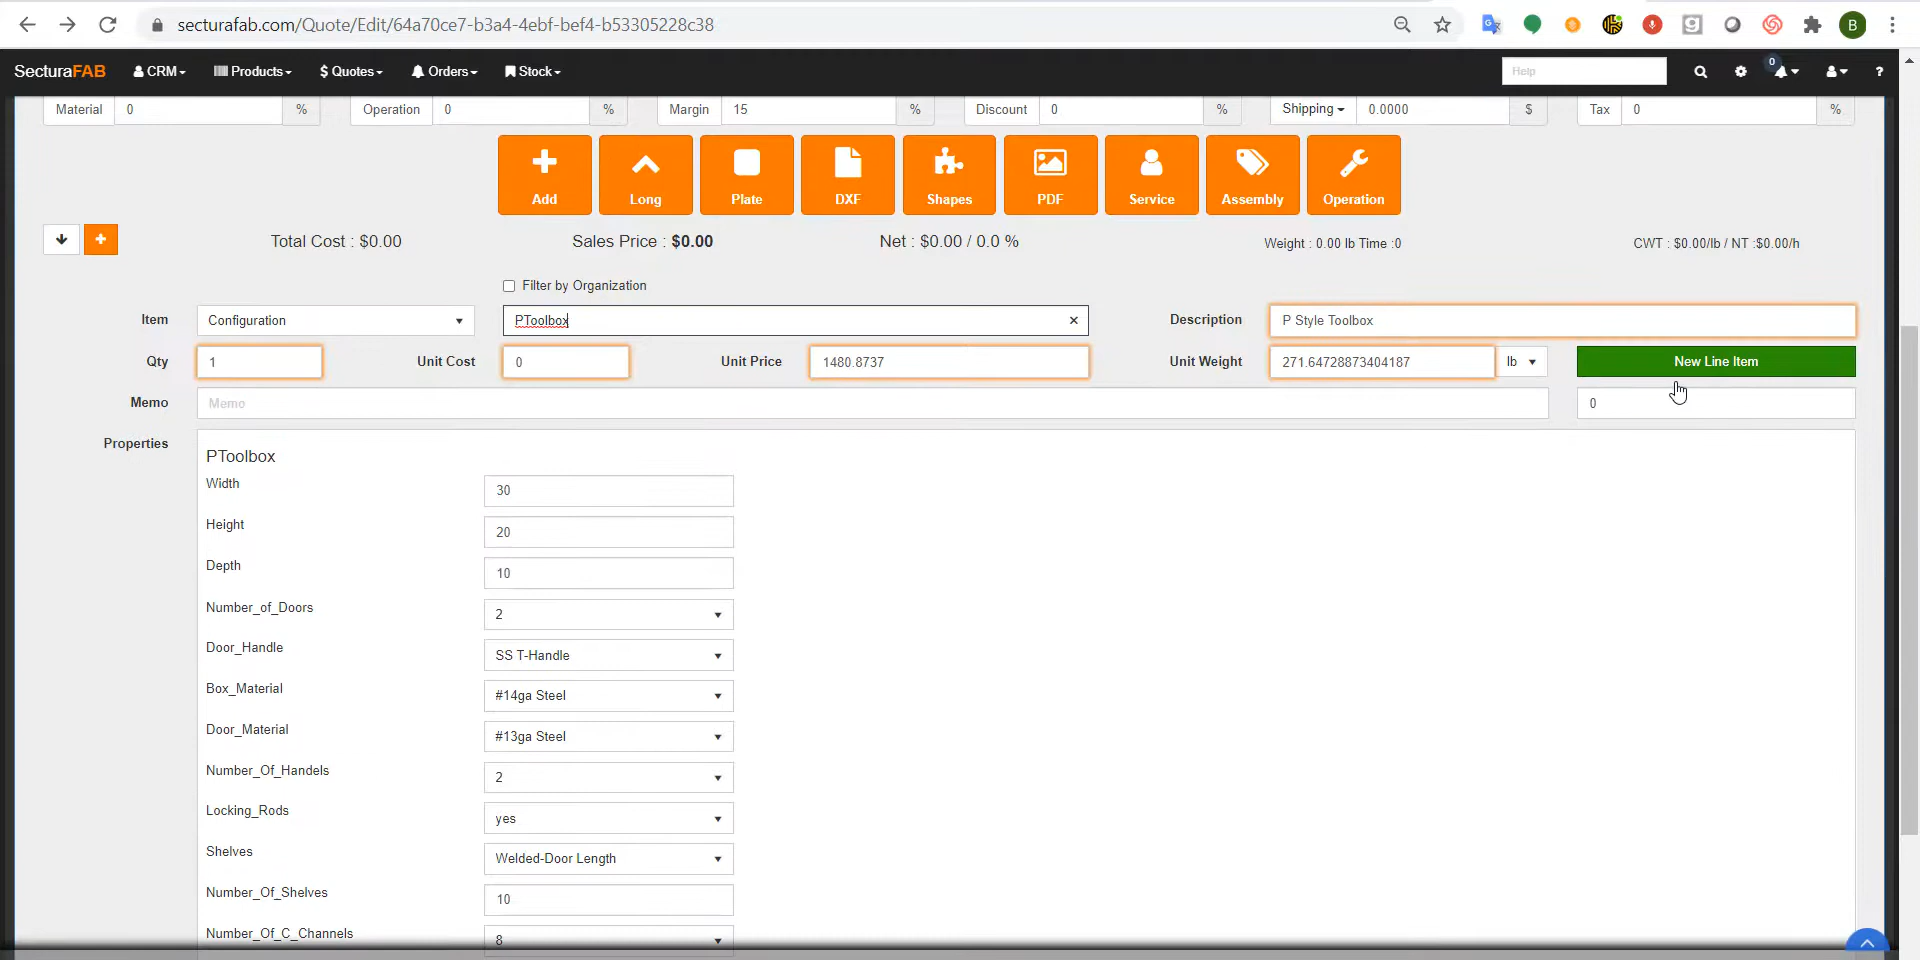 securafab.com/Quote/Edit/64a70ce7-b3a4-4ebf-bef4-b53305228c38
B
SecturaFAB CRM Products $ Quotes Orders Stock Help 0 ?
Material 0 % Operation 0 % Margin 15 % Discount 0 % Shipping 0.0000 $ Tax 0 %
Add Long Plate DXF Shapes PDF Service Assembly Operation
Total Cost : $0.00 Sales Price : $0.00 Net : $0.00 / 0.0 % Weight : 0.00 lb Time :0 CWT : $0.00/lb / NT :$0.00/h
Filter by Organization
Item Configuration PToolbox × Description P Style Toolbox
Qty 1 Unit Cost 0 Unit Price 1480.8737 Unit Weight 271.64728873404187 lb New Line Item
Memo Memo 0
Properties
PToolbox
Width 30
Height 20
Depth 10
Number_of_Doors 2
Door_Handle SS T-Handle
Box_Material #14ga Steel
Door_Material #13ga Steel
Number_Of_Handels 2
Locking_Rods yes
Shelves Welded-Door Length
Number_Of_Shelves 10
Number_Of_C_Channels 8